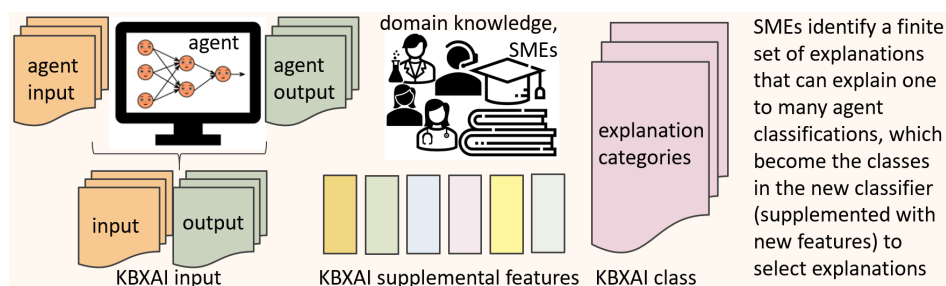 agent
input
agent
agent
output
domain knowledge,
SMEs
explanation
categories
SMEs identify a finite
set of explanations
that can explain one
to many agent
classifications, which
become the classes
in the new classifier
(supplemented with
new features) to
select explanations
input
output
KBXAI input
KBXAI supplemental features
KBXAI class